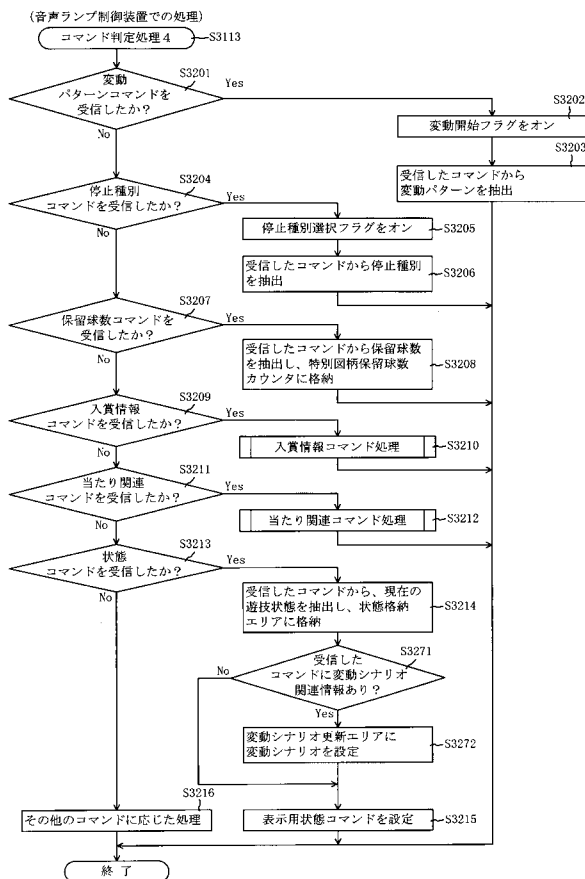 (音声ランプ制御装置での処理)
コマンド判定処理4
S3113
S3201
変動
パターンコマンドを
受信したか?
Yes
No
S3202
変動開始フラグをオン
S3203
受信したコマンドから
変動パターンを抽出
S3204
停止種別
コマンドを受信したか?
Yes
No
停止種別選択フラグをオン
S3205
受信したコマンドから停止種別
を抽出
S3206
S3207
保留球数コマンドを
受信したか?
Yes
No
受信したコマンドから保留球数
を抽出し、特別図柄保留球数
カウンタに格納
S3208
S3209
入賞情報
コマンドを受信したか?
Yes
No
入賞情報コマンド処理
S3210
S3211
当たり関連
コマンドを受信したか?
Yes
No
当たり関連コマンド処理
S3212
S3213
状態
コマンドを受信したか?
Yes
No
受信したコマンドから、現在の
遊技状態を抽出し、状態格納
エリアに格納
S3214
S3271
受信した
コマンドに変動シナリオ
関連情報あり?
No
Yes
変動シナリオ更新エリアに
変動シナリオを設定
S3272
S3216
その他のコマンドに応じた処理
表示用状態コマンドを設定
S3215
終了